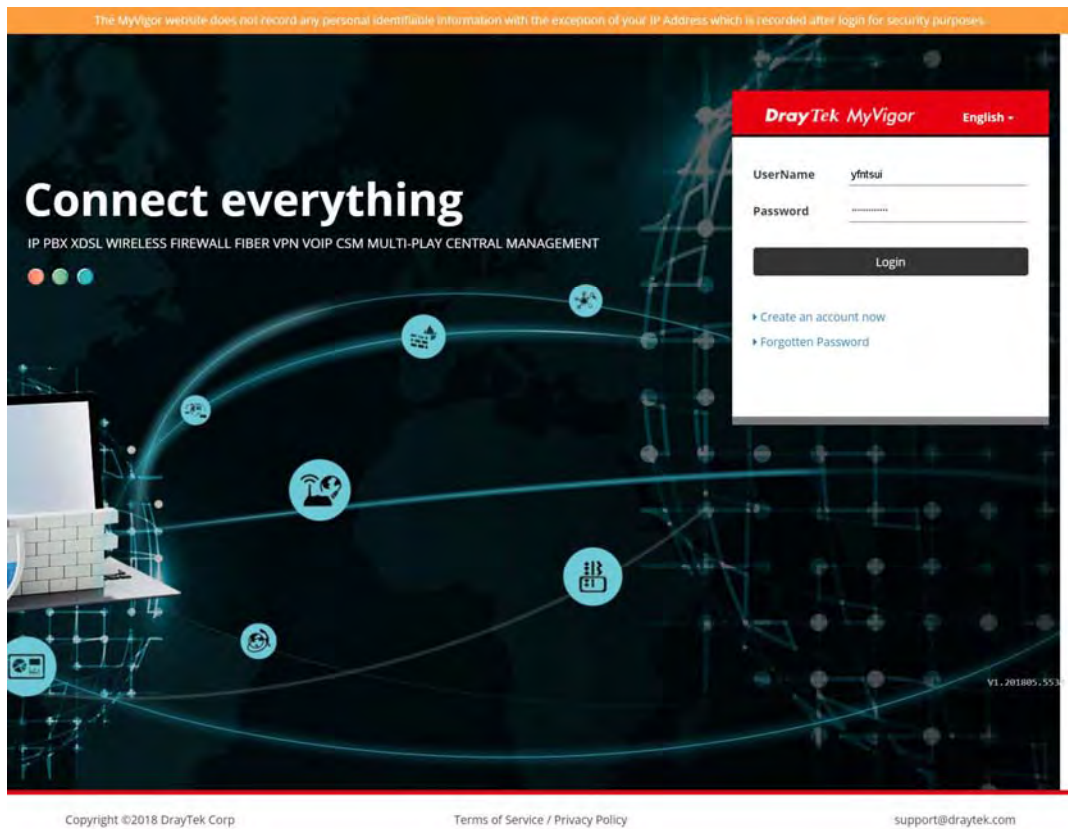 The MyVigor website does not record any personal identifiable information with the exception of your IP Address which is recorded after login for security purposes.
DrayTek MyVigor English
UserName yfntsui
Password .............
Login
Create an account now
Forgotten Password
Connect everything
IP PBX XDSL WIRELESS FIREWALL FIBER VPN VOIP CSM MULTI-PLAY CENTRAL MANAGEMENT
Copyright ©2018 DrayTek Corp Terms of Service / Privacy Policy support@draytek.com